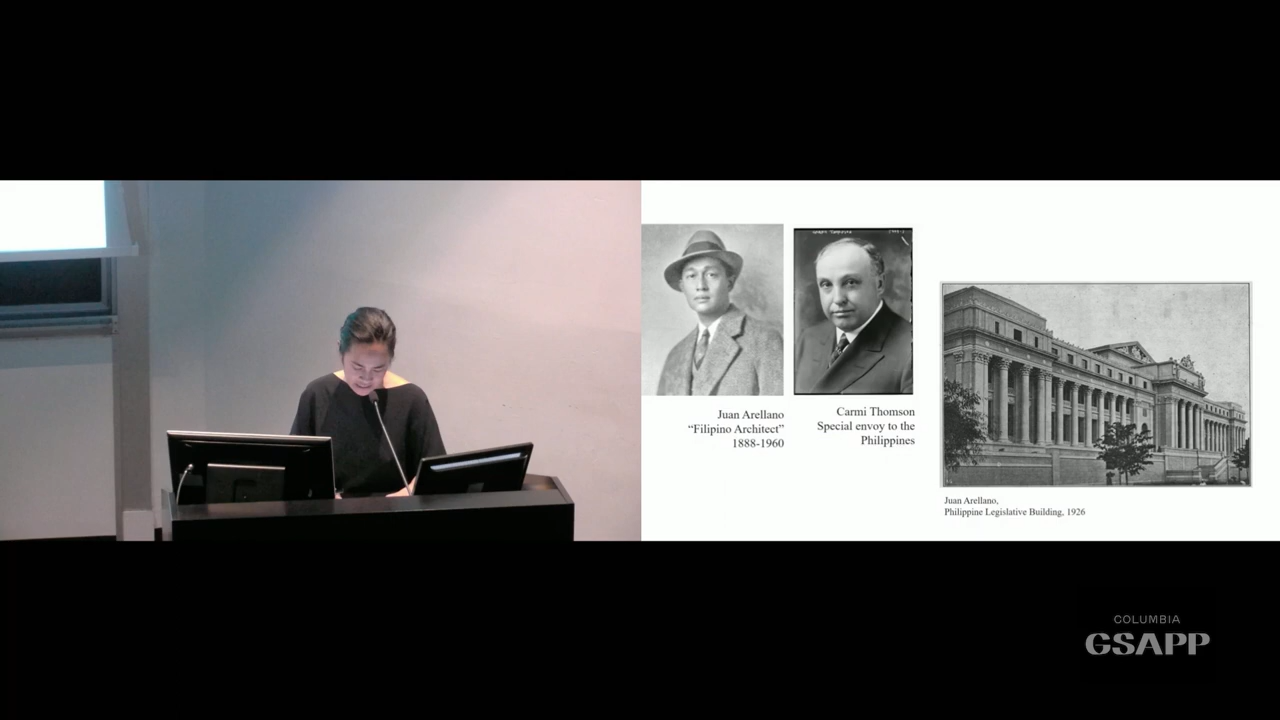 Juan Arellano
“Filipino Architect”
1888-1960
Carmi Thomson
Special envoy to the
Philippines
Juan Arellano,
Philippine Legislative Building, 1926
COLUMBIA
GSAPP